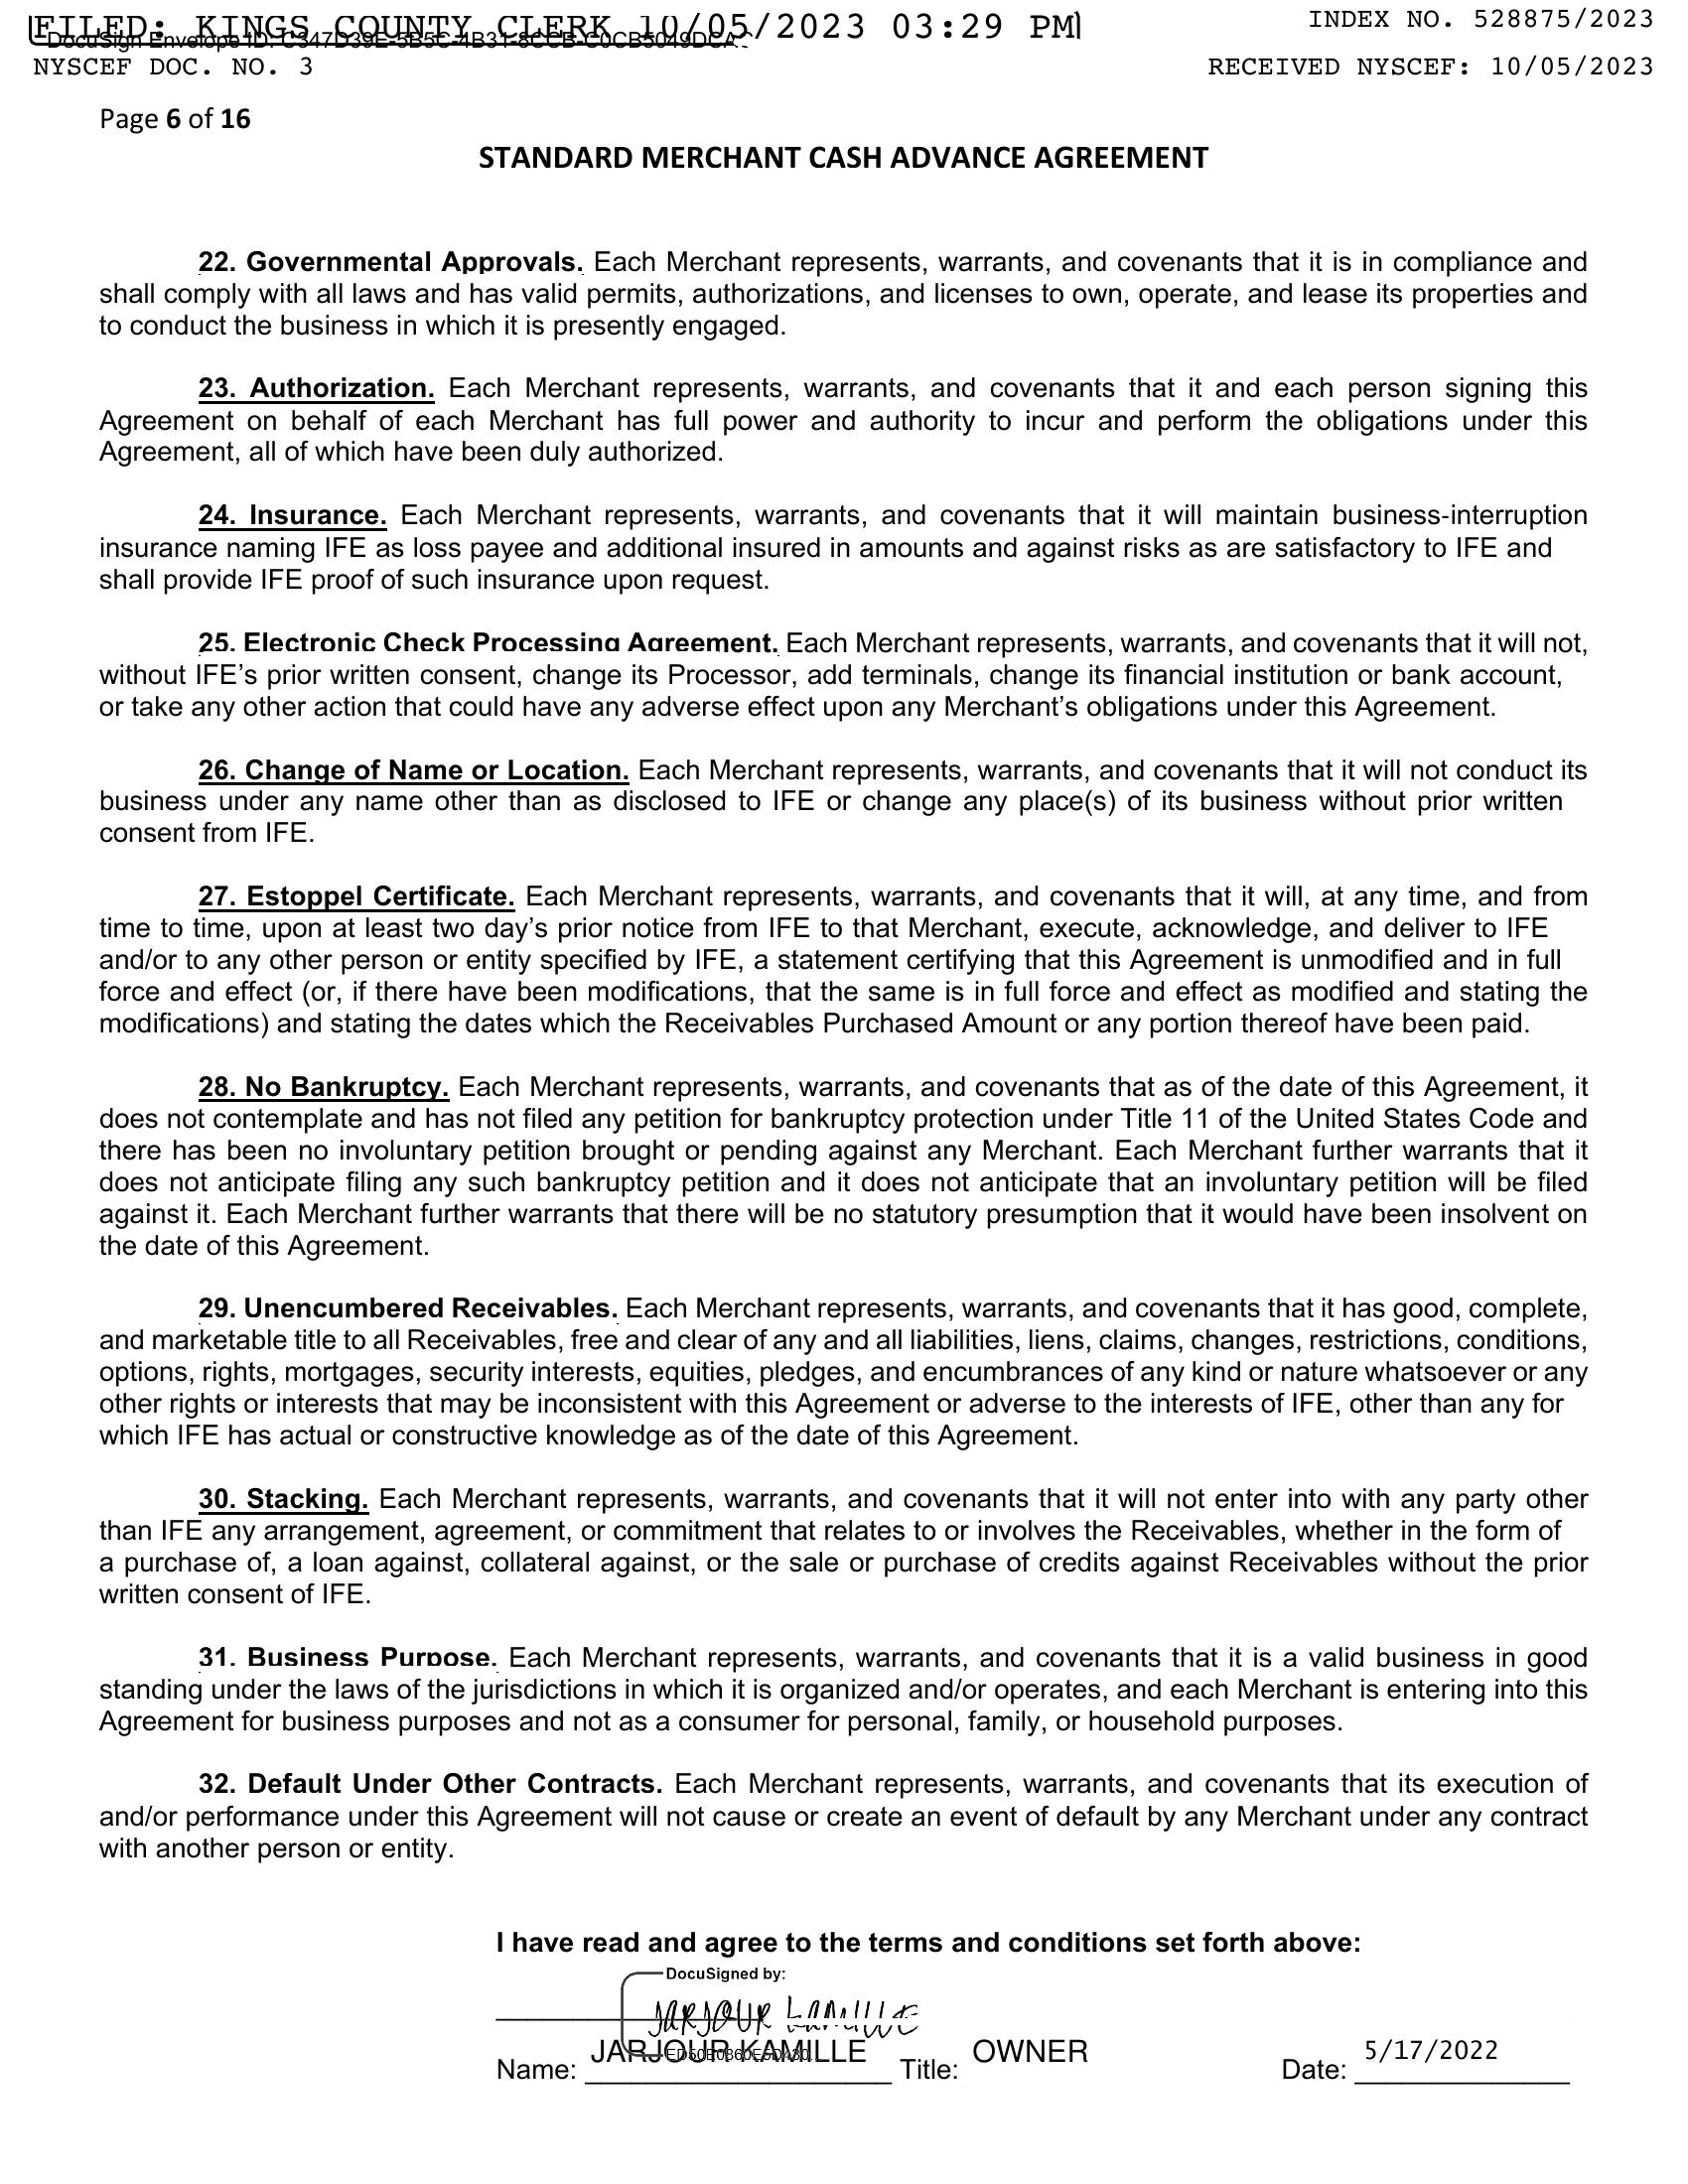 FILED: KINGS COUNTY CLERK 10/05/2023 03:29 PM
INDEX NO. 528875/2023
DocuSign Envelope ID: C347D39E-5B5C-4B31-8CCB-C0CB5049DCA
NYSCEF DOC. NO. 3
RECEIVED NYSCEF: 10/05/2023
Page 6 of 16
STANDARD MERCHANT CASH ADVANCE AGREEMENT
22. Governmental Approvals. Each Merchant represents, warrants, and covenants that it is in compliance and
shall comply with all laws and has valid permits, authorizations, and licenses to own, operate, and lease its properties and
to conduct the business in which it is presently engaged.
23. Authorization. Each Merchant represents, warrants, and covenants that it and each person signing this
Agreement on behalf of each Merchant has full power and authority to incur and perform the obligations under this
Agreement, all of which have been duly authorized.
24. Insurance. Each Merchant represents, warrants, and covenants that it will maintain business-interruption
insurance naming IFE as loss payee and additional insured in amounts and against risks as are satisfactory to IFE and
shall provide IFE proof of such insurance upon request.
25. Electronic Check Processing Agreement. Each Merchant represents, warrants, and covenants that it will not,
without IFE’s prior written consent, change its Processor, add terminals, change its financial institution or bank account,
or take any other action that could have any adverse effect upon any Merchant’s obligations under this Agreement.
26. Change of Name or Location. Each Merchant represents, warrants, and covenants that it will not conduct its
business under any name other than as disclosed to IFE or change any place(s) of its business without prior written
consent from IFE.
27. Estoppel Certificate. Each Merchant represents, warrants, and covenants that it will, at any time, and from
time to time, upon at least two day’s prior notice from IFE to that Merchant, execute, acknowledge, and deliver to IFE
and/or to any other person or entity specified by IFE, a statement certifying that this Agreement is unmodified and in full
force and effect (or, if there have been modifications, that the same is in full force and effect as modified and stating the
modifications) and stating the dates which the Receivables Purchased Amount or any portion thereof have been paid.
28. No Bankruptcy. Each Merchant represents, warrants, and covenants that as of the date of this Agreement, it
does not contemplate and has not filed any petition for bankruptcy protection under Title 11 of the United States Code and
there has been no involuntary petition brought or pending against any Merchant. Each Merchant further warrants that it
does not anticipate filing any such bankruptcy petition and it does not anticipate that an involuntary petition will be filed
against it. Each Merchant further warrants that there will be no statutory presumption that it would have been insolvent on
the date of this Agreement.
29. Unencumbered Receivables. Each Merchant represents, warrants, and covenants that it has good, complete,
and marketable title to all Receivables, free and clear of any and all liabilities, liens, claims, changes, restrictions, conditions,
options, rights, mortgages, security interests, equities, pledges, and encumbrances of any kind or nature whatsoever or any
other rights or interests that may be inconsistent with this Agreement or adverse to the interests of IFE, other than any for
which IFE has actual or constructive knowledge as of the date of this Agreement.
30. Stacking. Each Merchant represents, warrants, and covenants that it will not enter into with any party other
than IFE any arrangement, agreement, or commitment that relates to or involves the Receivables, whether in the form of
a purchase of, a loan against, collateral against, or the sale or purchase of credits against Receivables without the prior
written consent of IFE.
31. Business Purpose. Each Merchant represents, warrants, and covenants that it is a valid business in good
standing under the laws of the jurisdictions in which it is organized and/or operates, and each Merchant is entering into this
Agreement for business purposes and not as a consumer for personal, family, or household purposes.
32. Default Under Other Contracts. Each Merchant represents, warrants, and covenants that its execution of
and/or performance under this Agreement will not cause or create an event of default by any Merchant under any contract
with another person or entity.
I have read and agree to the terms and conditions set forth above:
DocuSigned by:
JARJOUR KAMILLE
Name: JARJOUR KAMILLE Title: OWNER Date: 5/17/2022